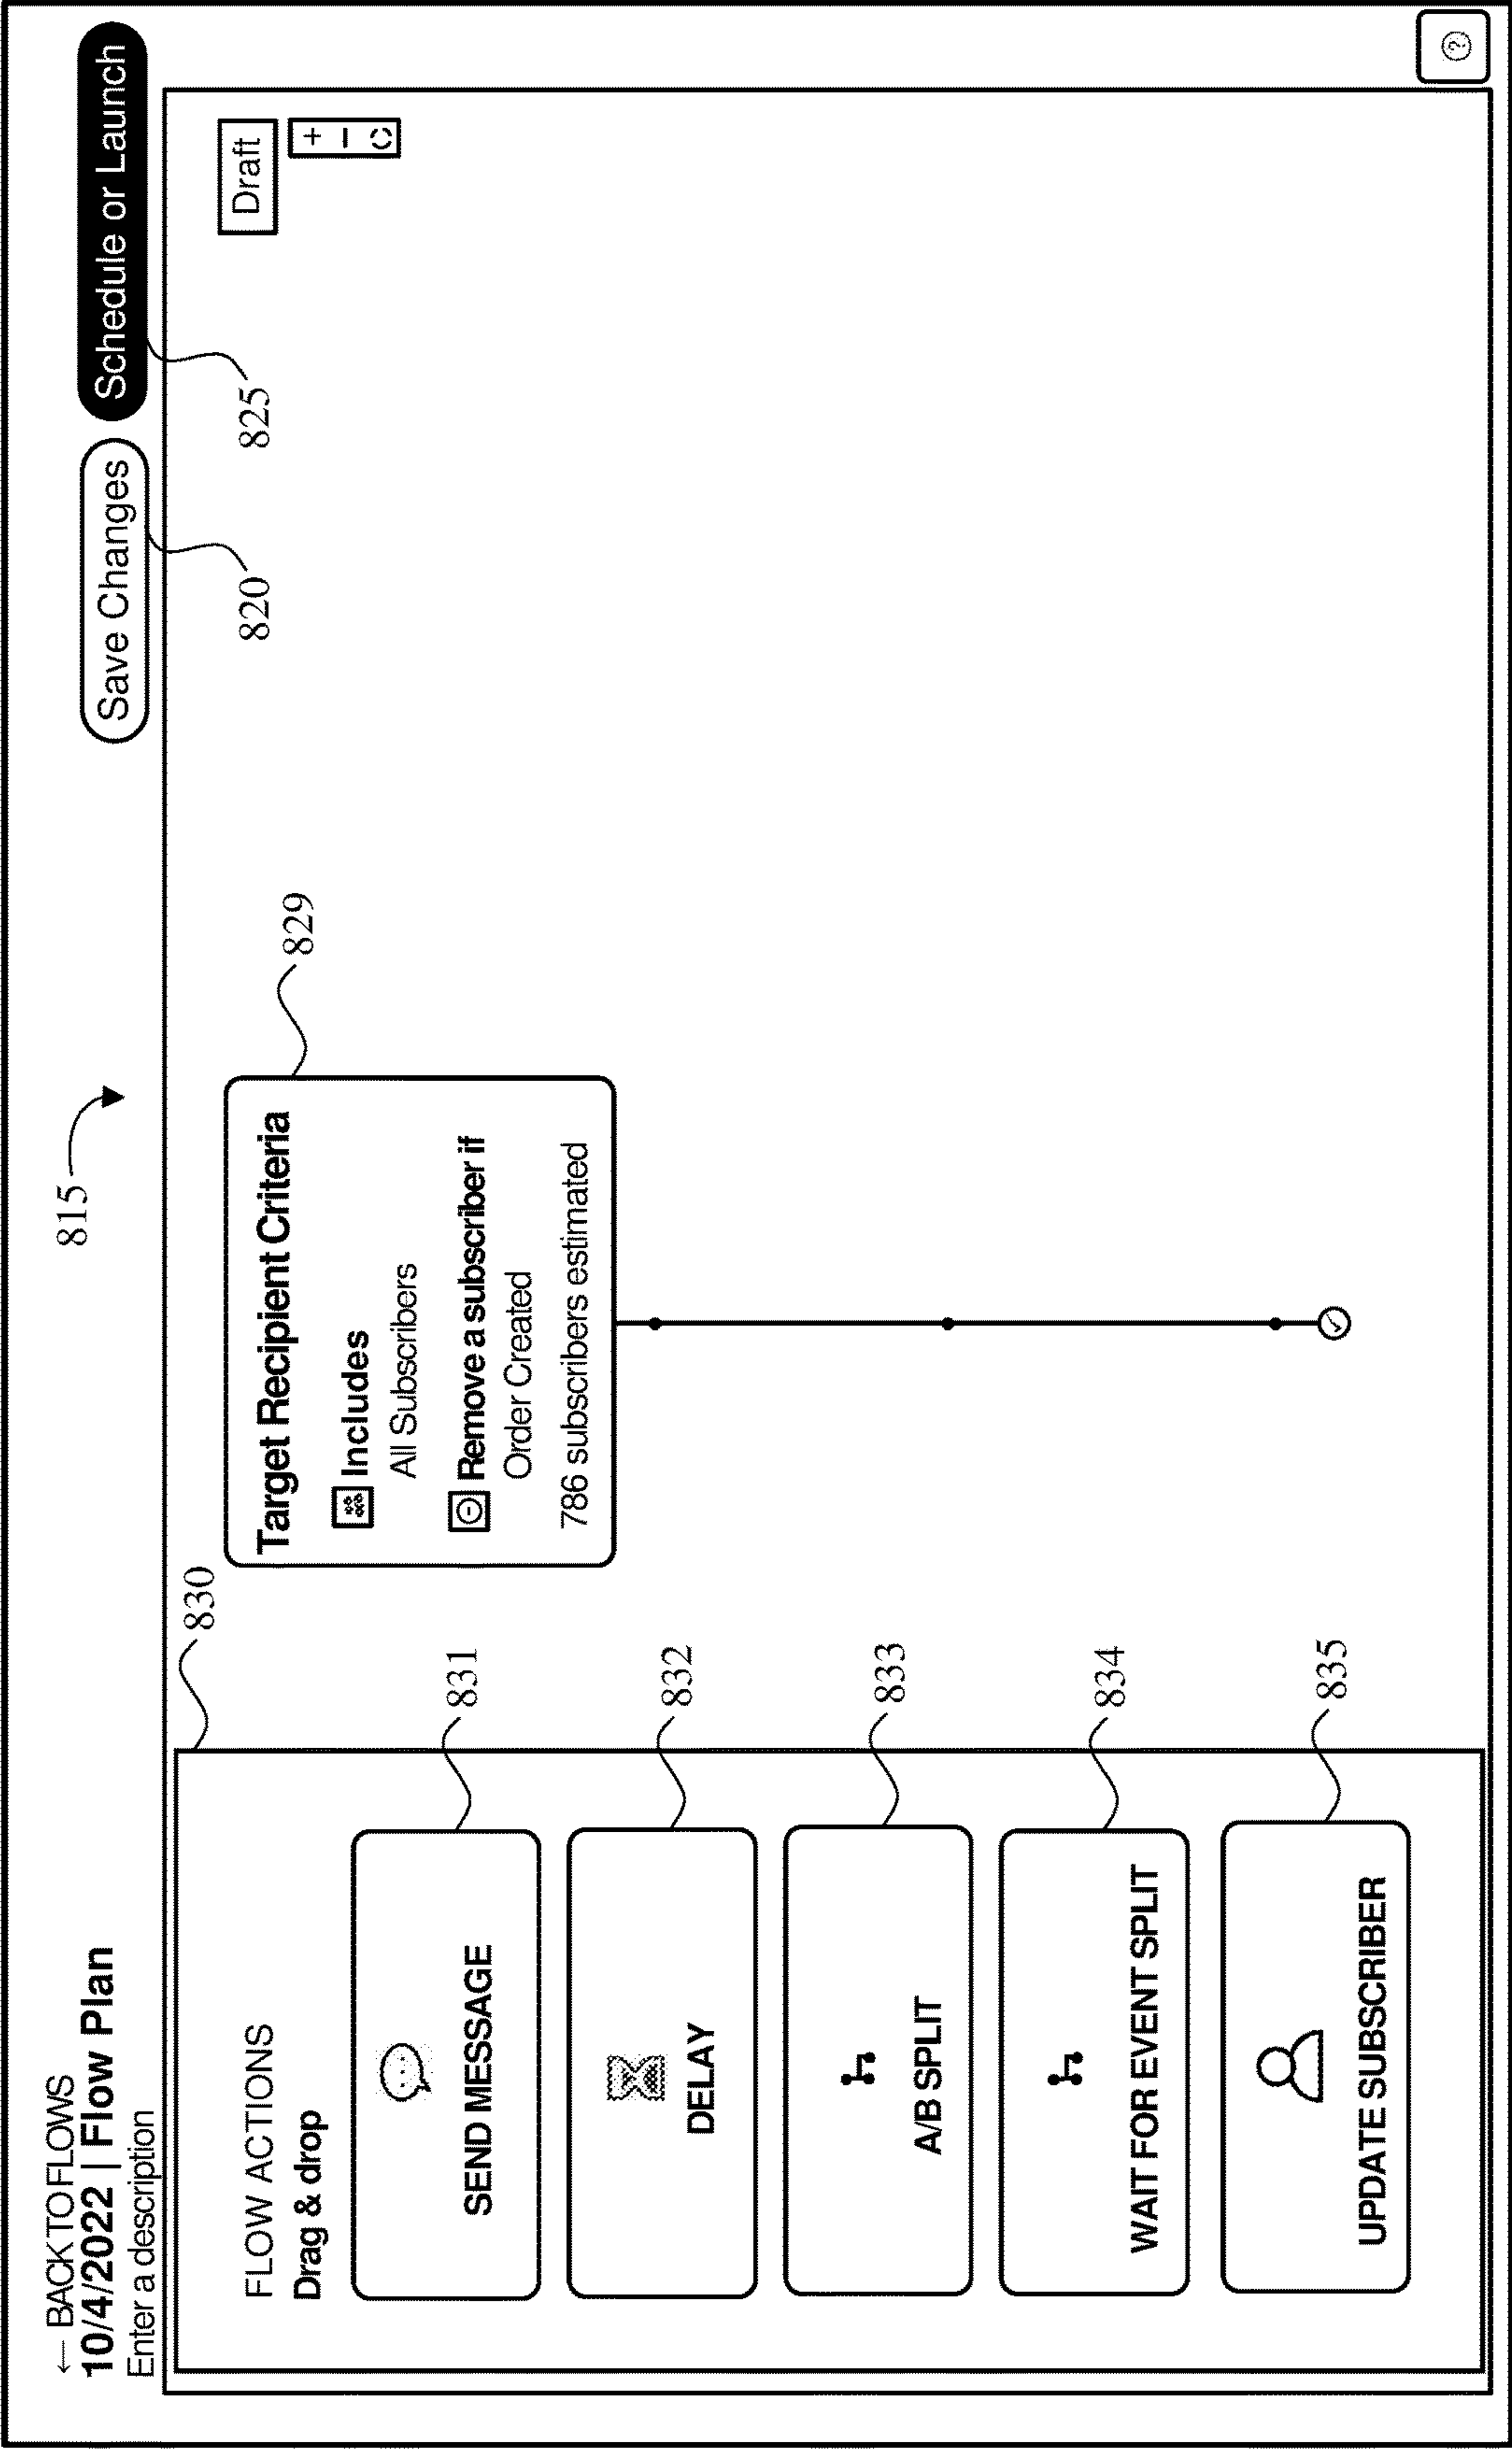 ← BACK TO FLOWS
10/4/2022 | Flow Plan
Enter a description
815
Save Changes
Schedule or Launch
820
825
Draft
+
−
830
FLOW ACTIONS
Drag & drop
SEND MESSAGE
831
DELAY
832
A/B SPLIT
833
WAIT FOR EVENT SPLIT
834
UPDATE SUBSCRIBER
835
829
Target Recipient Criteria
Includes
All Subscribers
Remove a subscriber if
Order Created
786 subscribers estimated
?